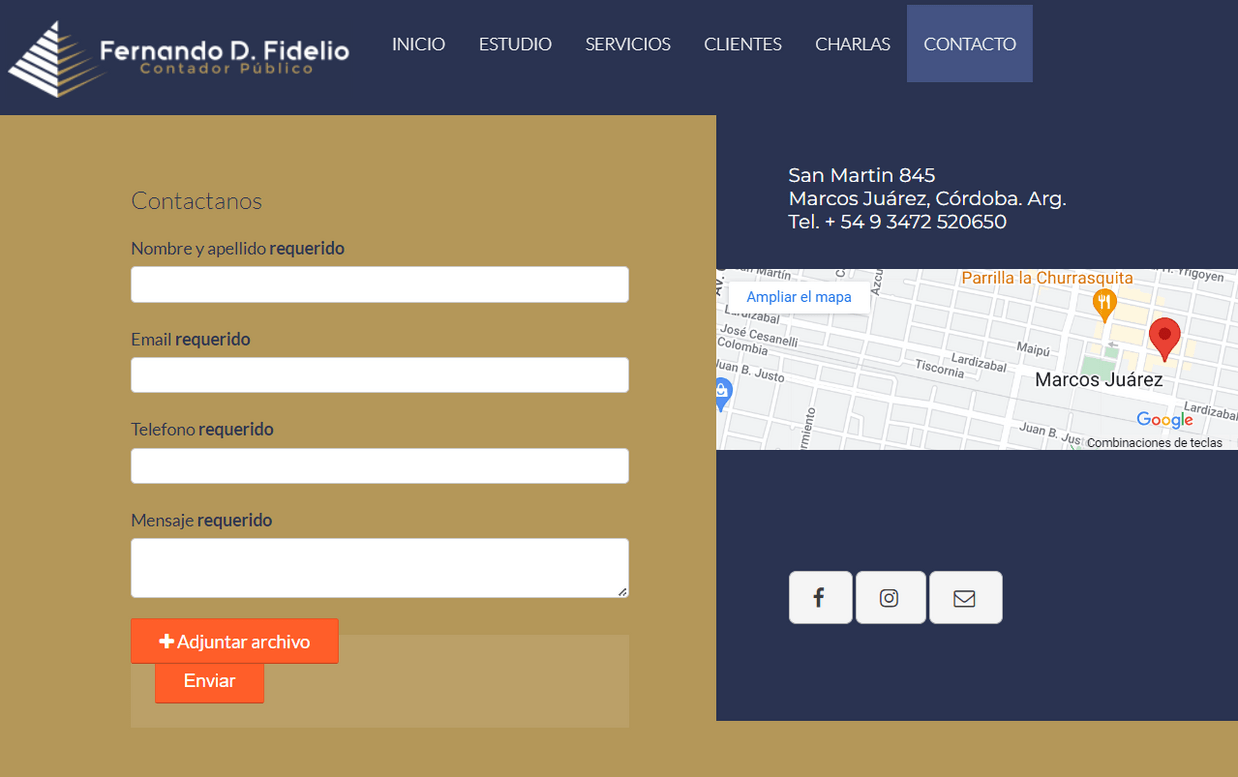 Fernando D. Fidelio
Contador Público
INICIO
ESTUDIO
SERVICIOS
CLIENTES
CHARLAS
CONTACTO
Contactanos
Nombre y apellido requerido
Email requerido
Telefono requerido
Mensaje requerido
Adjuntar archivo
Enviar
San Martin 845
Marcos Juárez, Córdoba. Arg.
Tel. + 54 9 3472 520650
Martín
Yrigoyen
Parrilla la Churrasquita
Ampliar el mapa
Lardizabal
José Cesanelli
Colombia
Maipú
Lardizabal
Tiscornia
Juan B. Justo
Marcos Juárez
Lardizabal
Google
Juan B. Jus
Combinaciones de teclas